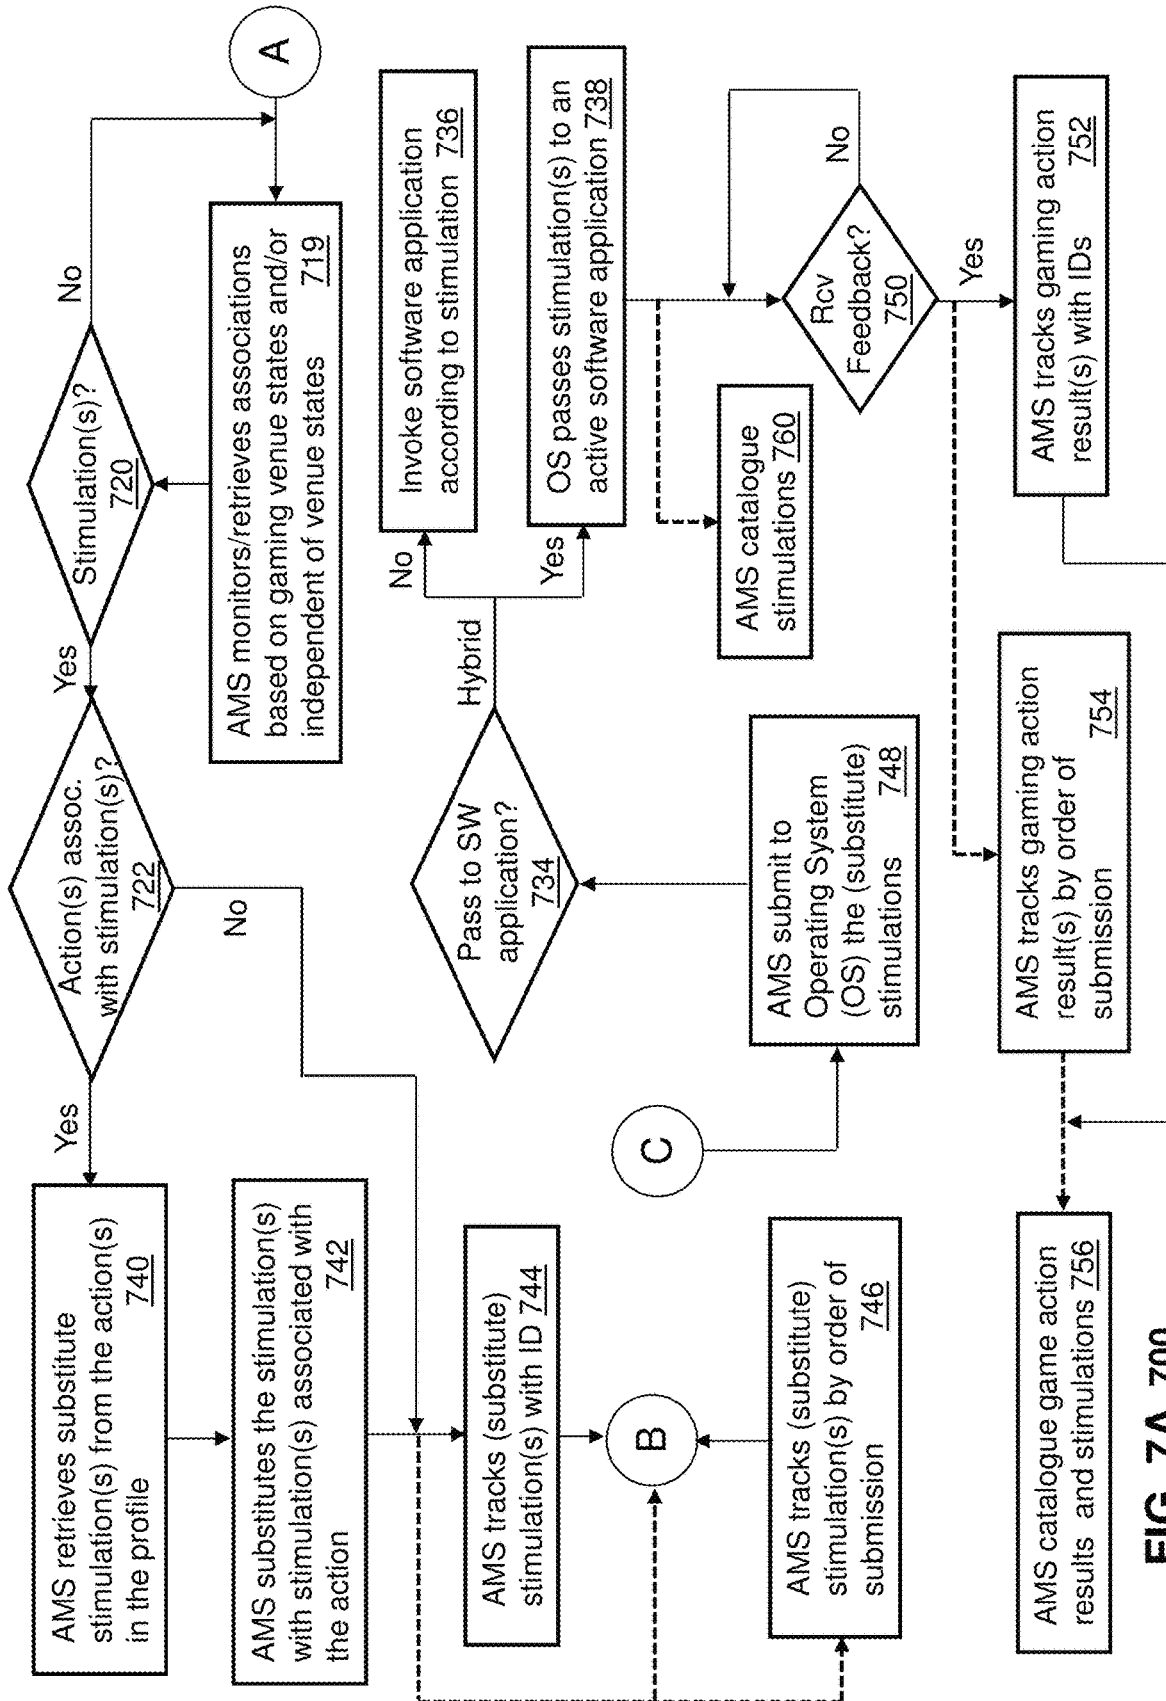 A
AMS monitors/retrieves associations
based on gaming venue states and/or
independent of venue states 719
Stimulation(s)?
720
No
Yes
Action(s) assoc.
with stimulation(s)?
722
No
Yes
AMS retrieves substitute
stimulation(s) from the action(s)
in the profile 740
AMS substitutes the stimulation(s)
with stimulation(s) associated with
the action 742
AMS tracks (substitute)
stimulation(s) with ID 744
B
AMS tracks (substitute)
stimulation(s) by order of
submission 746
C
AMS submit to
Operating System
(OS) the (substitute)
stimulations 748
Pass to SW
application?
734
Hybrid
No
Yes
Invoke software application
according to stimulation 736
OS passes stimulation(s) to an
active software application 738
AMS catalogue
stimulations 760
Rcv
Feedback?
750
No
Yes
AMS tracks gaming action
result(s) with IDs 752
AMS tracks gaming action
result(s) by order of
submission 754
AMS catalogue game action
results and stimulations 756
FIG. 7A 700